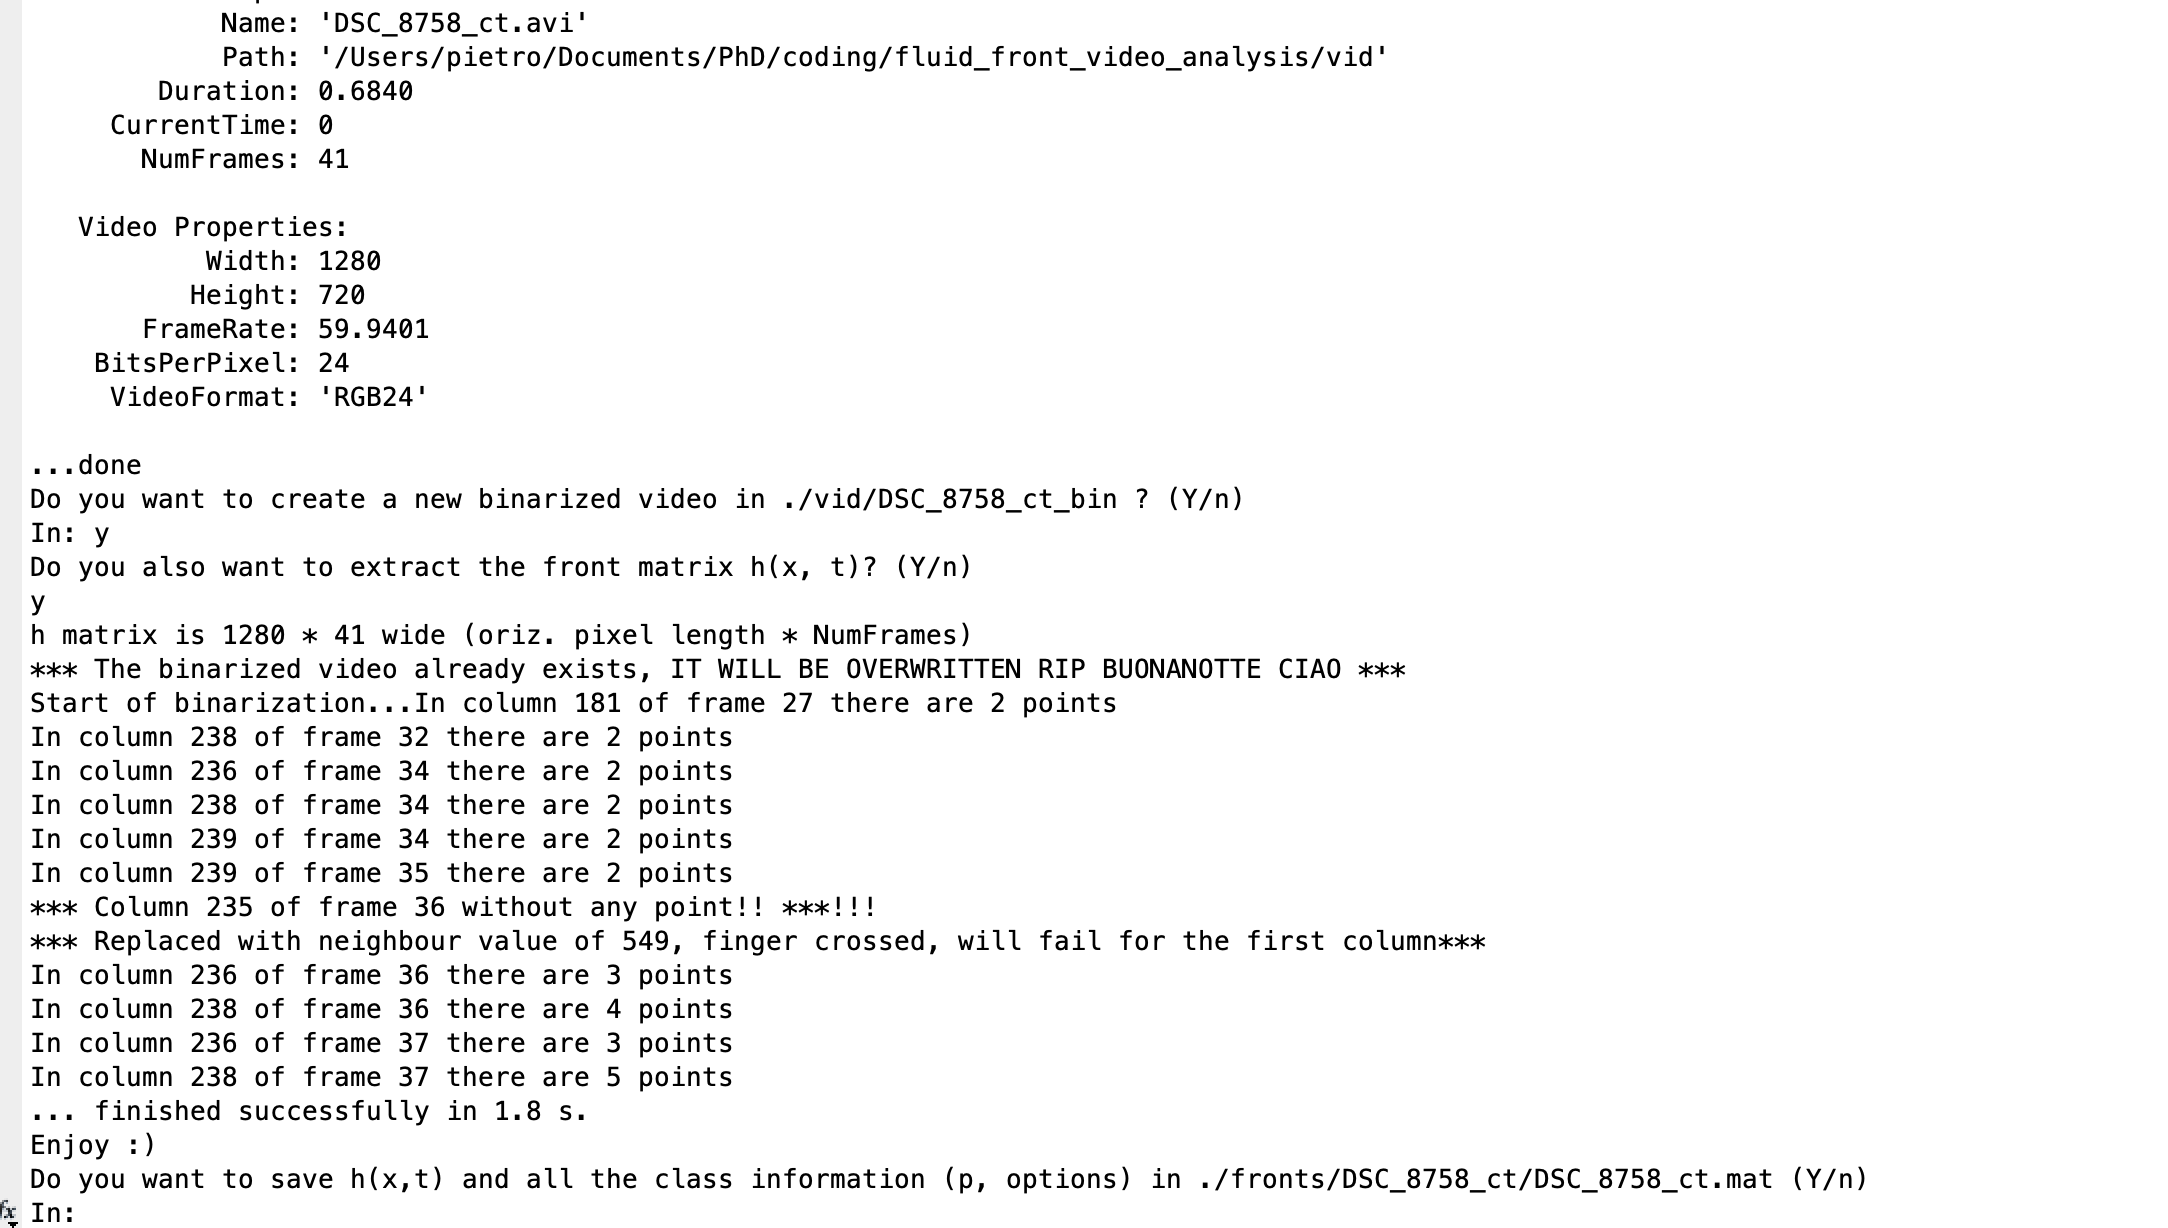 Name: 'DSC_8758_ct.avi'
Path: '/Users/pietro/Documents/PhD/coding/fluid_front_video_analysis/vid'
Duration: 0.6840
CurrentTime: 0
NumFrames: 41
Video Properties:
Width: 1280
Height: 720
FrameRate: 59.9401
BitsPerPixel: 24
VideoFormat: 'RGB24'
...done
Do you want to create a new binarized video in ./vid/DSC_8758_ct_bin ? (Y/n)
In: y
Do you also want to extract the front matrix h(x, t)? (Y/n)
y
h matrix is 1280 * 41 wide (oriz. pixel length * NumFrames)
*** The binarized video already exists, IT WILL BE OVERWRITTEN RIP BUONANOTTE CIAO ***
Start of binarization...In column 181 of frame 27 there are 2 points
In column 238 of frame 32 there are 2 points
In column 236 of frame 34 there are 2 points
In column 238 of frame 34 there are 2 points
In column 239 of frame 34 there are 2 points
In column 239 of frame 35 there are 2 points
*** Column 235 of frame 36 without any point!! ***!!!
*** Replaced with neighbour value of 549, finger crossed, will fail for the first column***
In column 236 of frame 36 there are 3 points
In column 238 of frame 36 there are 4 points
In column 236 of frame 37 there are 3 points
In column 238 of frame 37 there are 5 points
... finished successfully in 1.8 s.
Enjoy :)
Do you want to save h(x,t) and all the class information (p, options) in ./fronts/DSC_8758_ct/DSC_8758_ct.mat (Y/n)
fx In: